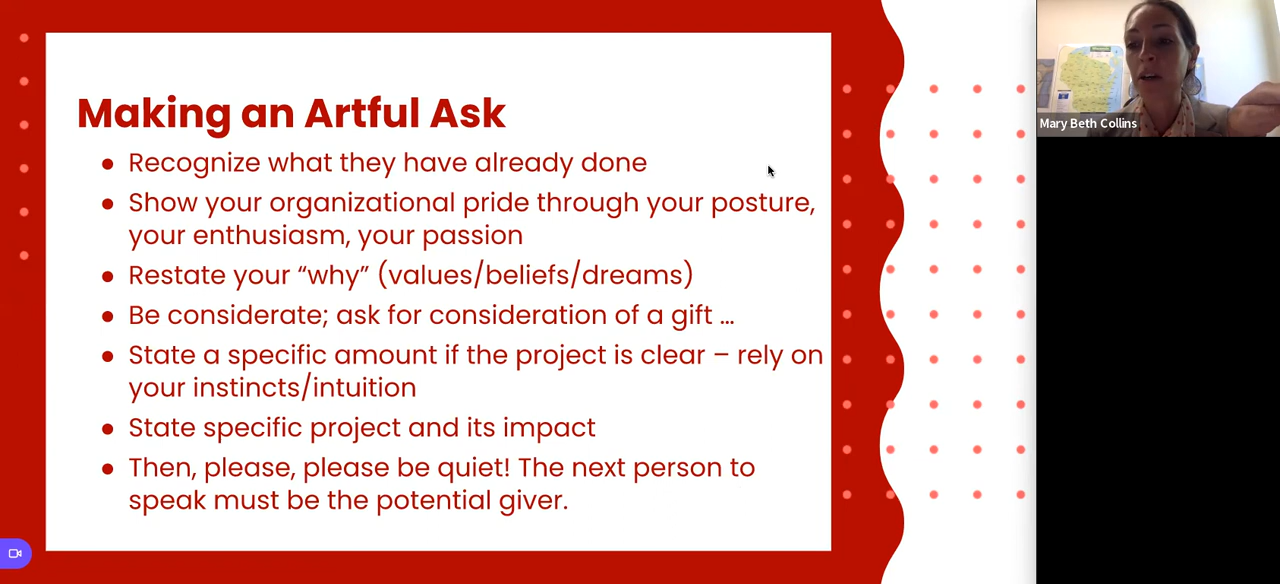 Making an Artful Ask
● Recognize what they have already done
● Show your organizational pride through your posture,
your enthusiasm, your passion
● Restate your “why” (values/beliefs/dreams)
● Be considerate; ask for consideration of a gift ...
● State a specific amount if the project is clear – rely on
your instincts/intuition
● State specific project and its impact
● Then, please, please be quiet! The next person to
speak must be the potential giver.
Mary Beth Collins